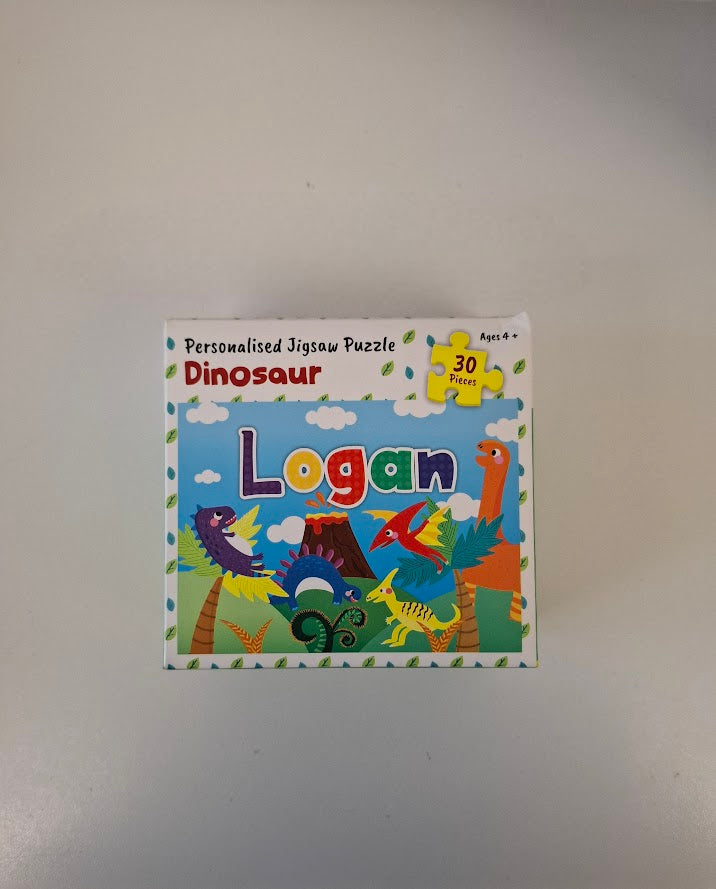 Personalised Jigsaw Puzzle
Dinosaur
Ages 4 +
30
Pieces
Logan